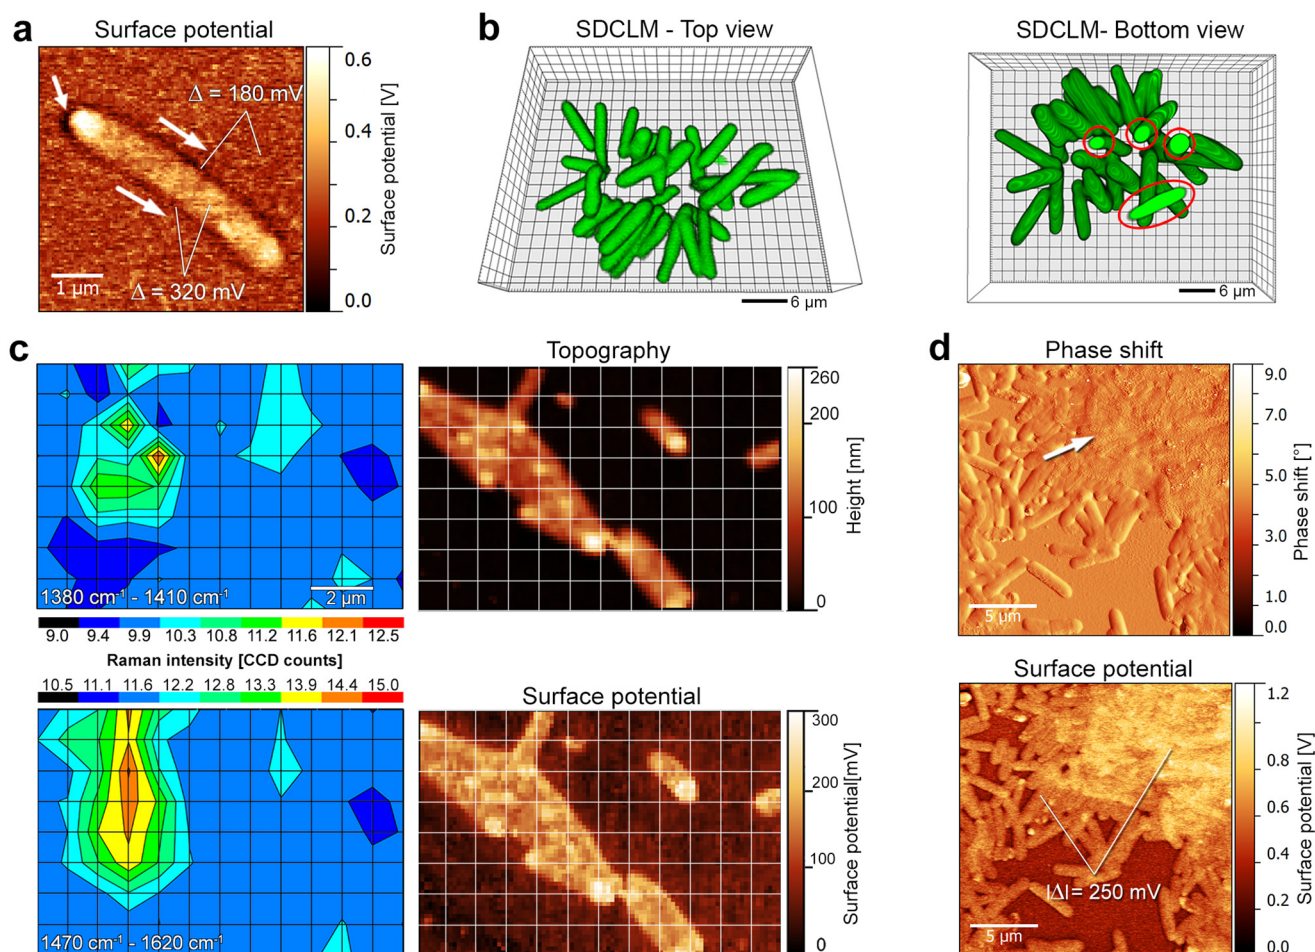 a
Surface potential
Δ = 180 mV
Δ = 320 mV
1 µm
0.6
0.4
0.2
0.0
Surface potential [V]
b
SDCLM - Top view
6 µm
SDCLM- Bottom view
6 µm
c
1380 cm⁻¹ - 1410 cm⁻¹
2 µm
9.0 9.4 9.9 10.3 10.8 11.2 11.6 12.1 12.5
Raman intensity [CCD counts]
10.5 11.1 11.6 12.2 12.8 13.3 13.9 14.4 15.0
1470 cm⁻¹ - 1620 cm⁻¹
Topography
260
200
100
0
Height [nm]
Surface potential
300
200
100
0
Surface potential[mV]
d
Phase shift
5 µm
9.0
7.0
5.0
3.0
1.0
0.0
Phase shift [°]
Surface potential
|Δ|= 250 mV
5 µm
1.2
1.0
0.8
0.6
0.4
0.2
0.0
Surface potential [V]